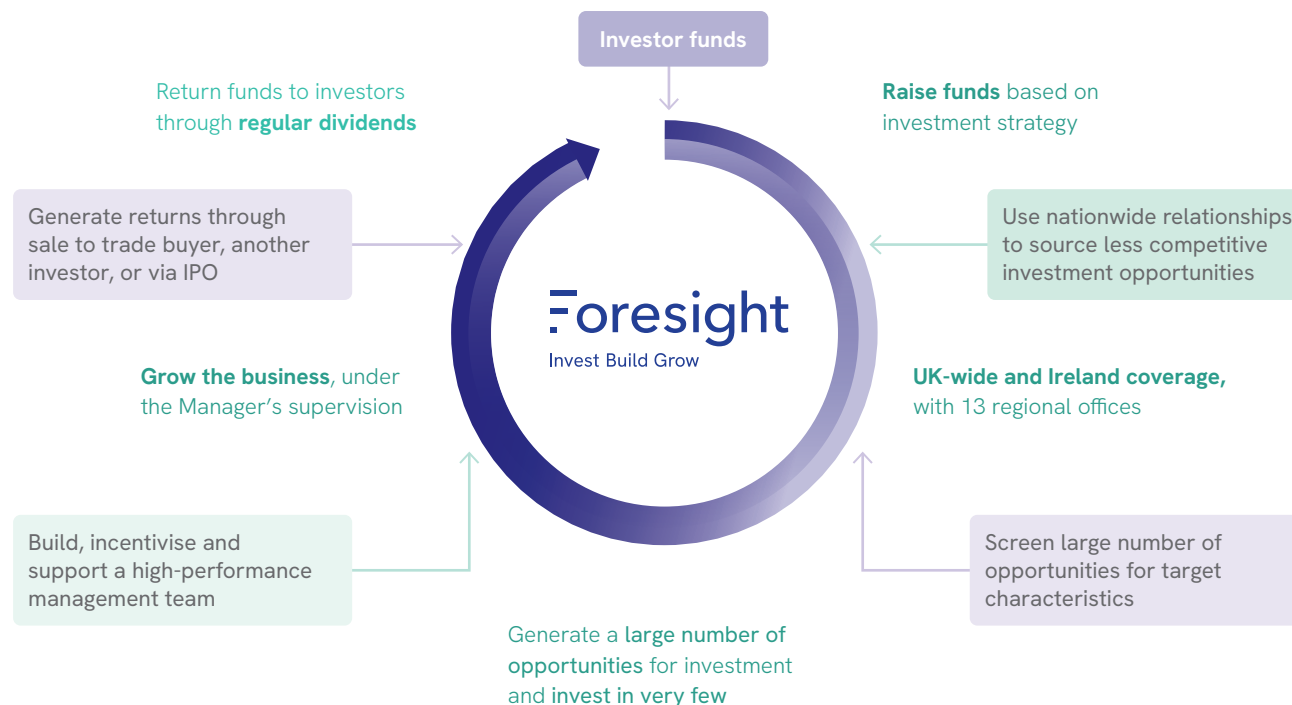 Investor funds
Raise funds based on
investment strategy
Use nationwide relationships
to source less competitive
investment opportunities
UK-wide and Ireland coverage,
with 13 regional offices
Screen large number of
opportunities for target
characteristics
Generate a large number of
opportunities for investment
and invest in very few
Build, incentivise and
support a high-performance
management team
Grow the business, under
the Manager’s supervision
Generate returns through
sale to trade buyer, another
investor, or via IPO
Return funds to investors
through regular dividends
Foresight
Invest Build Grow